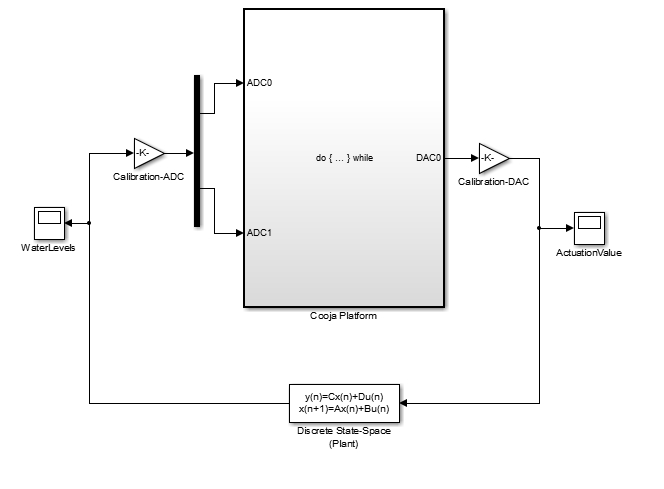 ADC0
-K-
Calibration-ADC
do { ... } while
DAC0
-K-
Calibration-DAC
WaterLevels
ADC1
ActuationValue
Cooja Platform
y(n)=Cx(n)+Du(n)
x(n+1)=Ax(n)+Bu(n)
Discrete State-Space
(Plant)